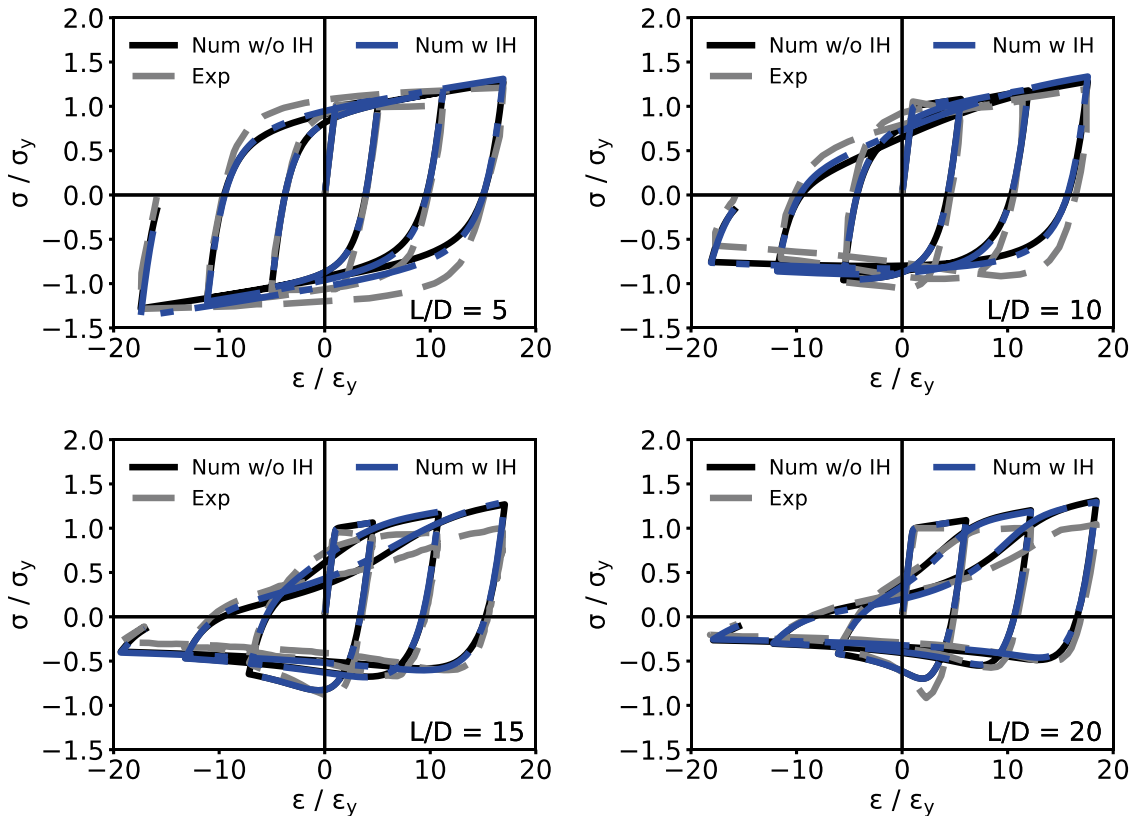 2.0
1.5
1.0
0.5
0.0
−0.5
−1.0
−1.5
σ / σy
Num w/o IH
Num w IH
Exp
L/D = 5
−20
−10
0
10
20
ε / εy
2.0
1.5
1.0
0.5
0.0
−0.5
−1.0
−1.5
σ / σy
Num w/o IH
Num w IH
Exp
L/D = 10
−20
−10
0
10
20
ε / εy
2.0
1.5
1.0
0.5
0.0
−0.5
−1.0
−1.5
σ / σy
Num w/o IH
Num w IH
Exp
L/D = 15
−20
−10
0
10
20
ε / εy
2.0
1.5
1.0
0.5
0.0
−0.5
−1.0
−1.5
σ / σy
Num w/o IH
Num w IH
Exp
L/D = 20
−20
−10
0
10
20
ε / εy